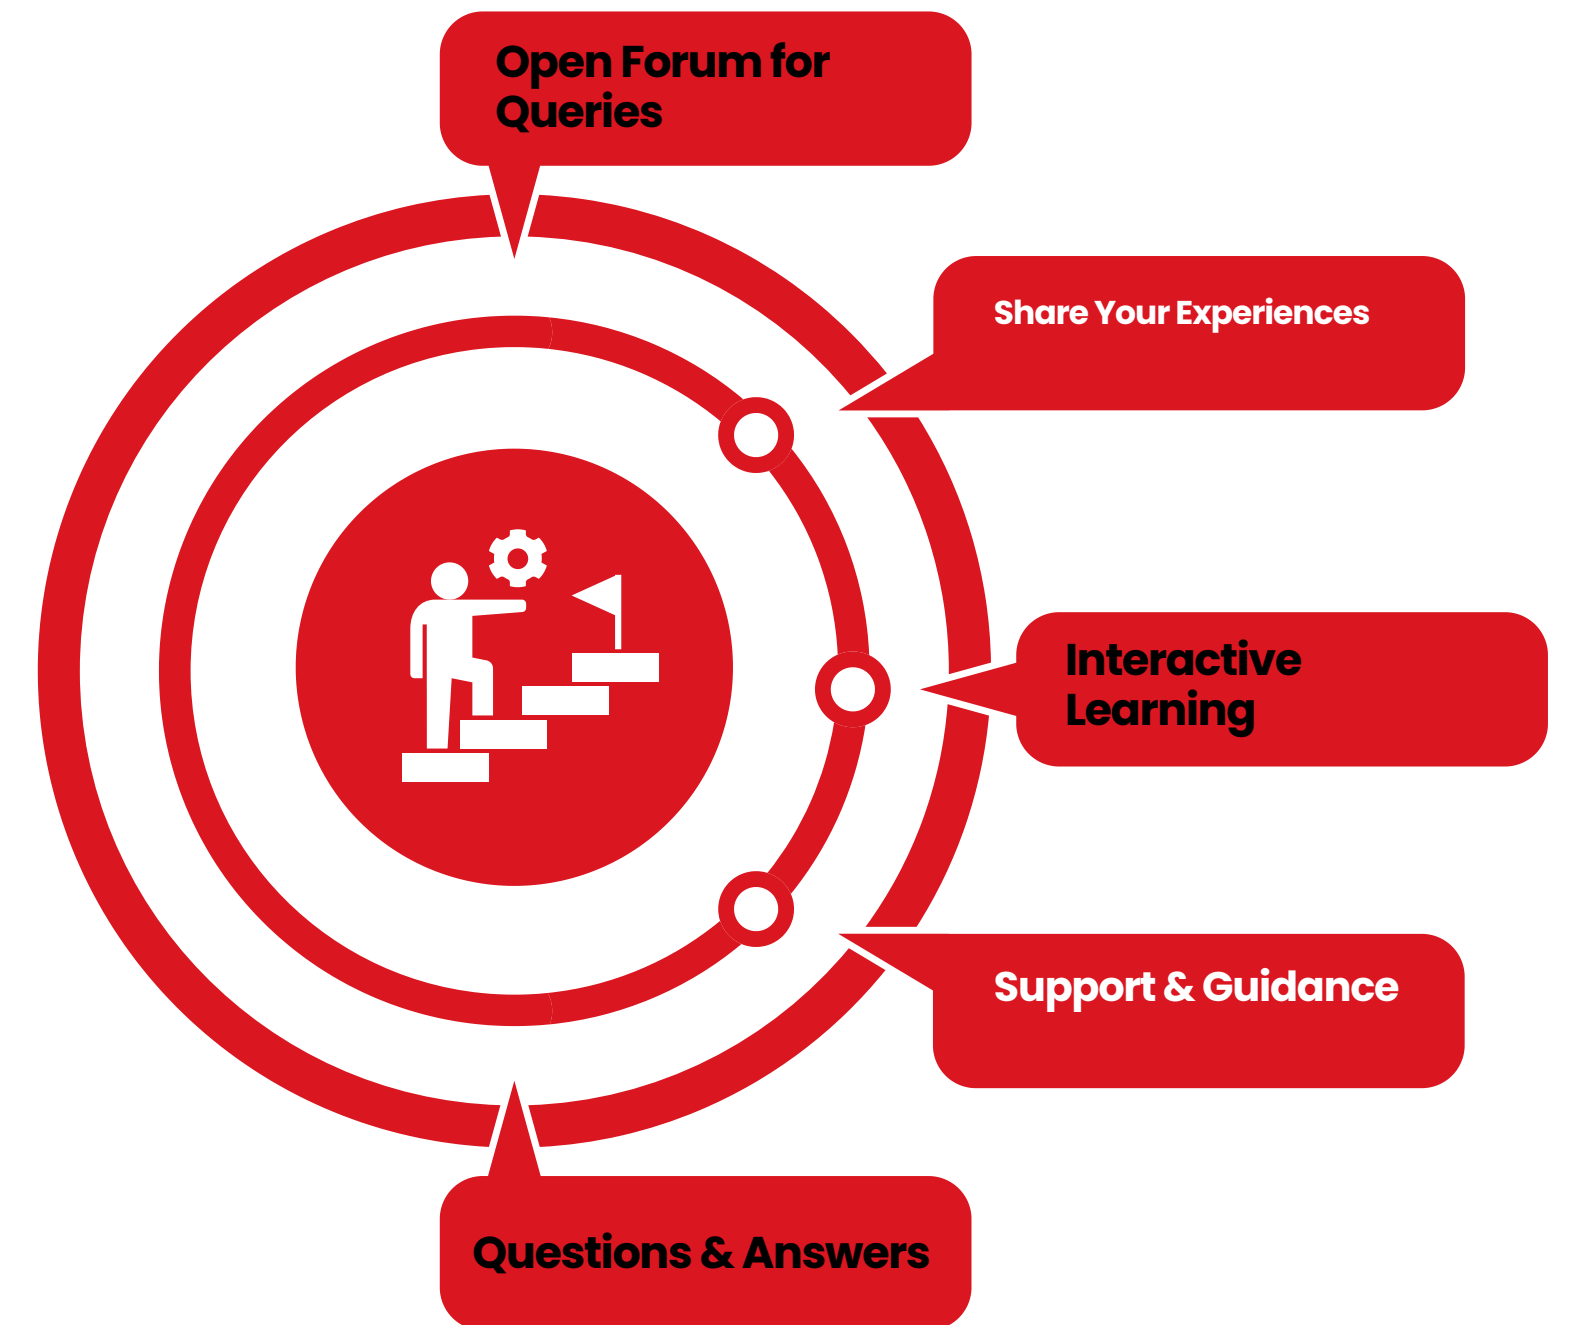 Open Forum for
Queries
Share Your Experiences
Interactive
Learning
Support & Guidance
Questions & Answers